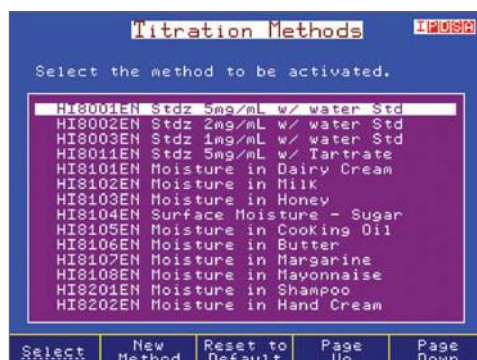 Titration Methods
IPUSA
Select the method to be activated.
HI8001EN Stdz 5mg/mL w/ water Std
HI8002EN Stdz 2mg/mL w/ water Std
HI8003EN Stdz 1mg/mL w/ water Std
HI8011EN Stdz 5mg/mL w/ Tartrate
HI8101EN Moisture in Dairy Cream
HI8102EN Moisture in Milk
HI8103EN Moisture in Honey
HI8104EN Surface Moisture - Sugar
HI8105EN Moisture in Cooking Oil
HI8106EN Moisture in Butter
HI8107EN Moisture in Margarine
HI8108EN Moisture in Mayonnaise
HI8201EN Moisture in Shampoo
HI8202EN Moisture in Hand Cream
Select New Reset to Page Page
Method Default Up Down